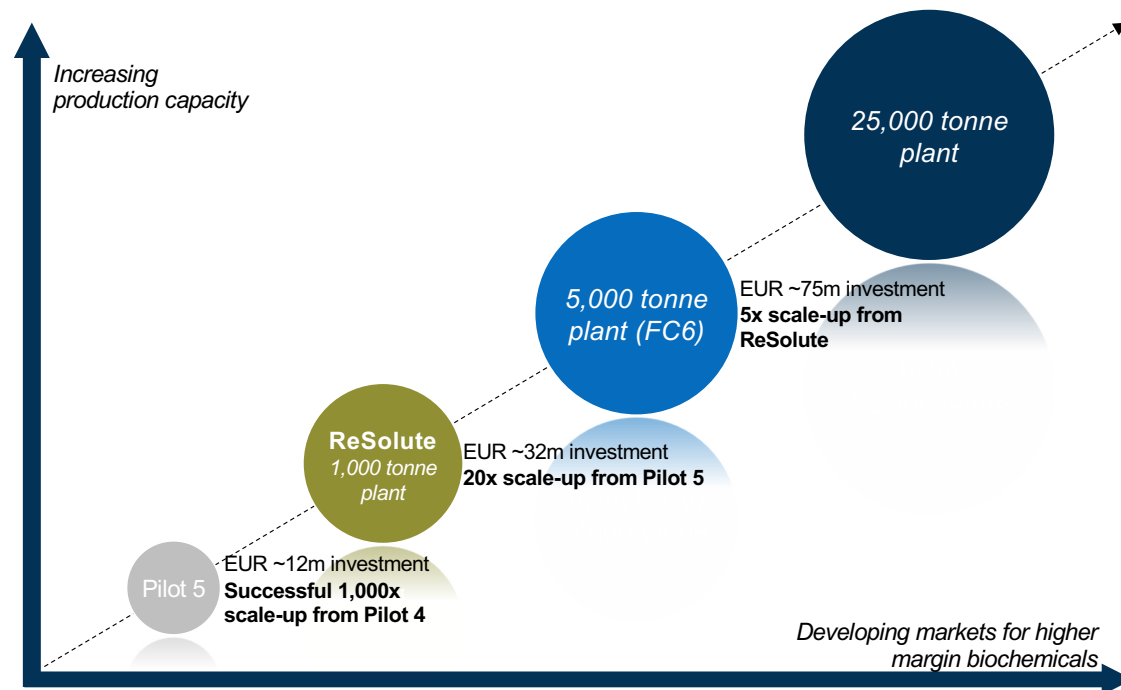 Increasing
production capacity
25,000 tonne
plant
5,000 tonne
plant (FC6)
EUR ~75m investment
5x scale-up from
ReSolute
ReSolute
1,000 tonne
plant
EUR ~32m investment
20x scale-up from Pilot 5
Pilot 5
EUR ~12m investment
Successful 1,000x
scale-up from Pilot 4
Developing markets for higher
margin biochemicals